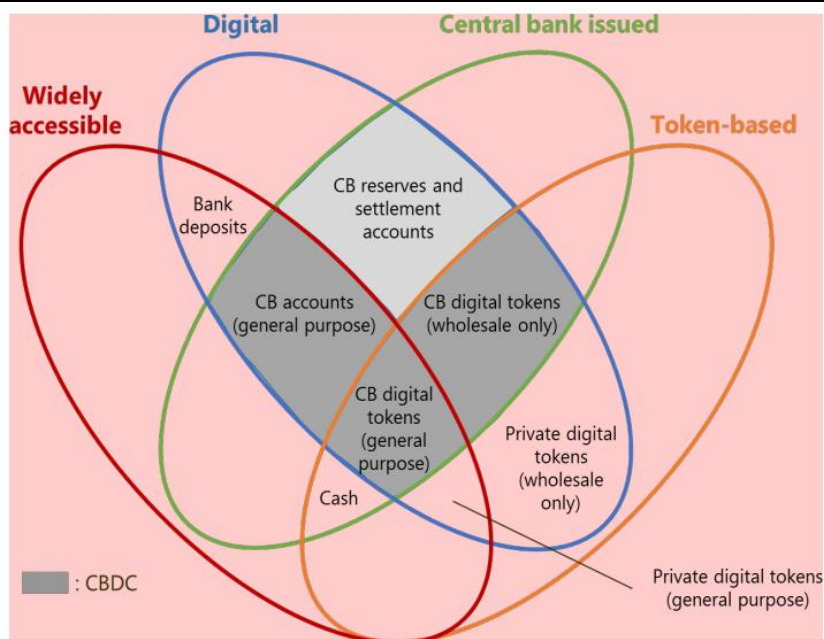 Digital
Central bank issued
Widely
accessible
Token-based
CB reserves and
settlement
accounts
Bank
deposits
CB accounts
(general purpose)
CB digital tokens
(wholesale only)
CB digital
tokens
(general
purpose)
Private digital
tokens
(wholesale
only)
Cash
: CBDC
Private digital tokens
(general purpose)